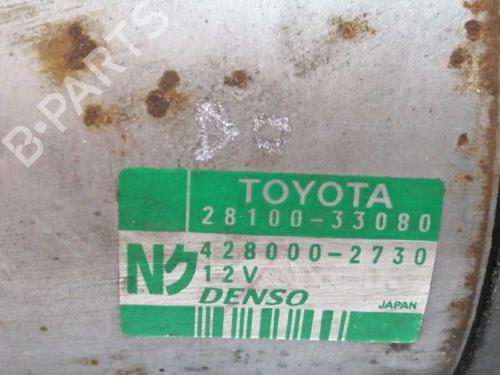 B-PARTS
TOYOTA
28100-33080
Nク 428000-2730
12V
DENSO
JAPAN